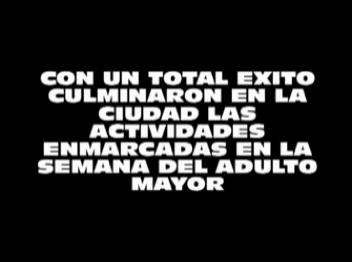 CON UN TOTAL EXITO
CULMINARON EN LA
CIUDAD LAS
ACTIVIDADES
ENMARCADAS EN LA
SEMANA DEL ADULTO
MAYOR